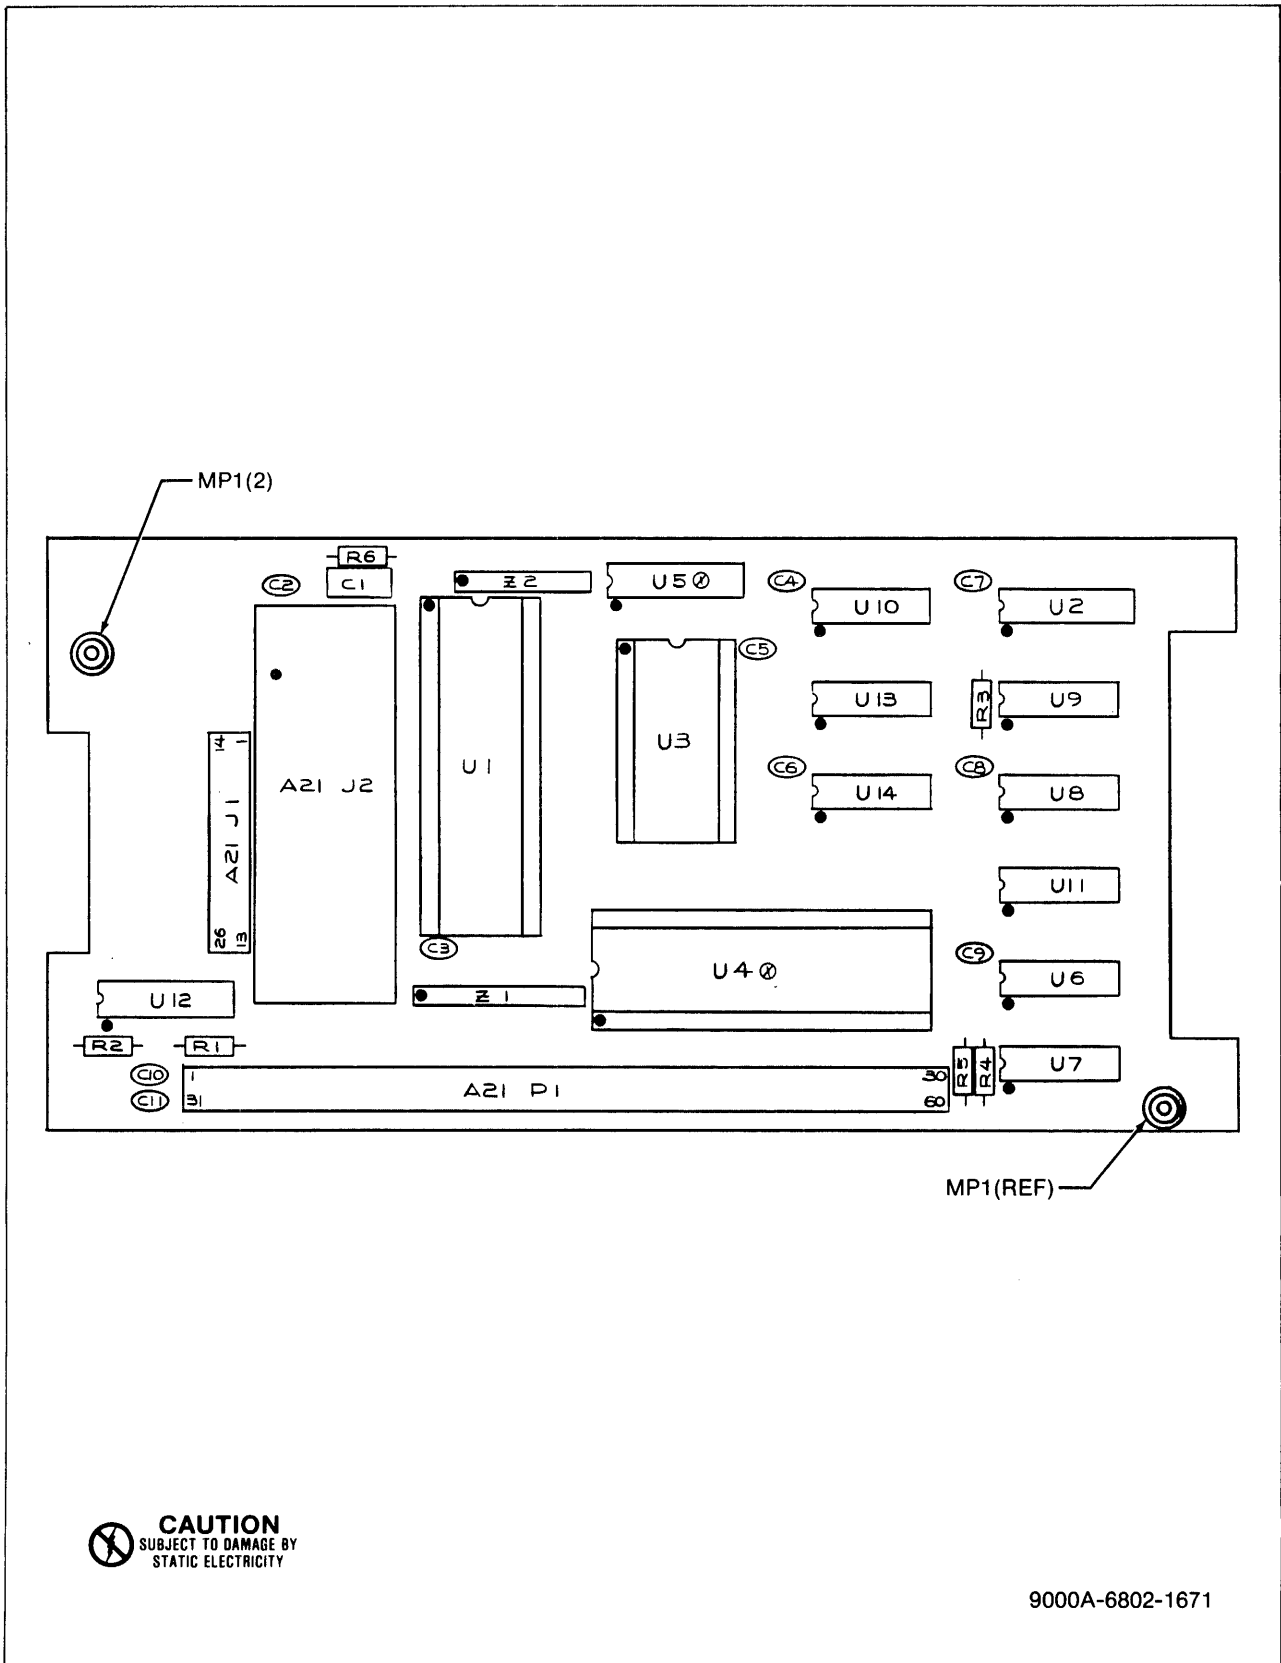 MP1(2)
R6
C2
C1
Z2
U5
C4
U10
C7
U2
C5
U13
R3
U9
14
1
A21 J1
26
13
A21 J2
U1
U3
C6
U14
C8
U8
U11
C3
U4
C9
U6
U12
Z1
R2
R1
R5
R4
U7
C10
C11
1
31
A21 P1
30
60
MP1(REF)
CAUTION
SUBJECT TO DAMAGE BY
STATIC ELECTRICITY
9000A-6802-1671